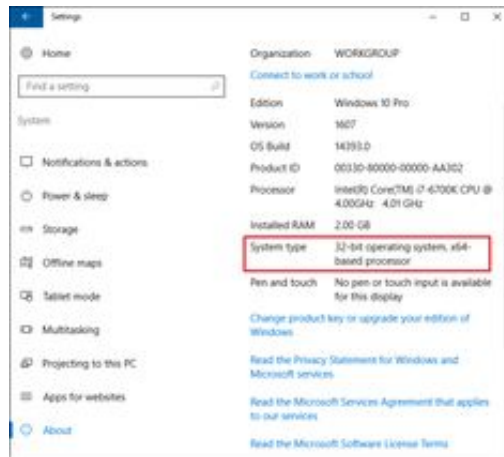 Settings
Home
Find a setting
System
Notifications & actions
Power & sleep
Storage
Offline maps
Tablet mode
Multitasking
Projecting to this PC
Apps for websites
About
Organization WORKGROUP
Connect to work or school
Edition Windows 10 Pro
Version 1607
OS Build 14393.0
Product ID 00330-80000-00000-AA302
Processor Intel(R) Core(TM) i7-6700K CPU @
4.00GHz 4.01 GHz
Installed RAM 2.00 GB
System type 32-bit operating system, x64-
based processor
Pen and touch No pen or touch input is available
for this display
Change product key or upgrade your edition of
Windows
Read the Privacy Statement for Windows and
Microsoft services
Read the Microsoft Services Agreement that applies
to our services
Read the Microsoft Software License Terms